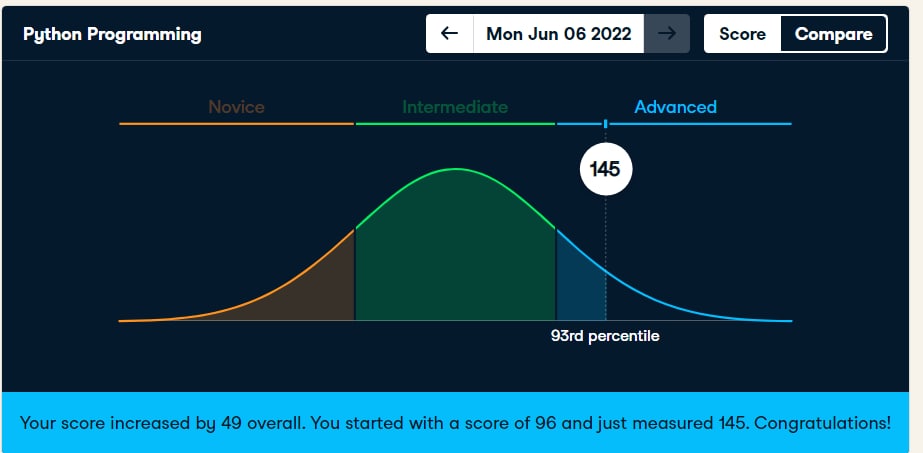 Python Programming
← Mon Jun 06 2022 →
Score Compare
Novice Intermediate Advanced
145
93rd percentile
Your score increased by 49 overall. You started with a score of 96 and just measured 145. Congratulations!